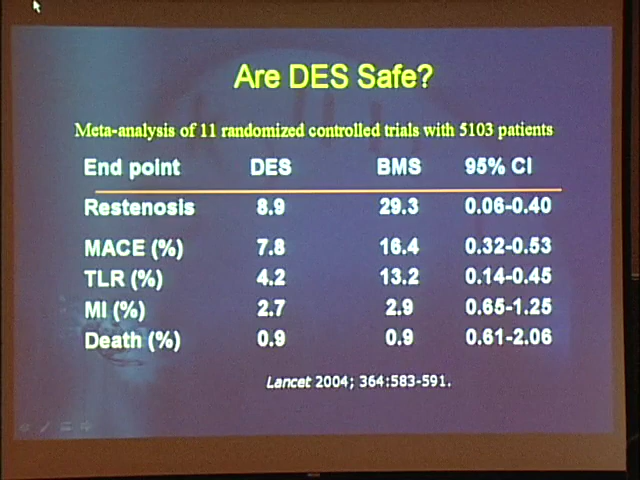 Are DES Safe?
Meta-analysis of 11 randomized controlled trials with 5103 patients
End point DES BMS 95% CI
Restenosis 8.9 29.3 0.06-0.40
MACE (%) 7.8 16.4 0.32-0.53
TLR (%) 4.2 13.2 0.14-0.45
MI (%) 2.7 2.9 0.65-1.25
Death (%) 0.9 0.9 0.61-2.06
Lancet 2004; 364:583-591.